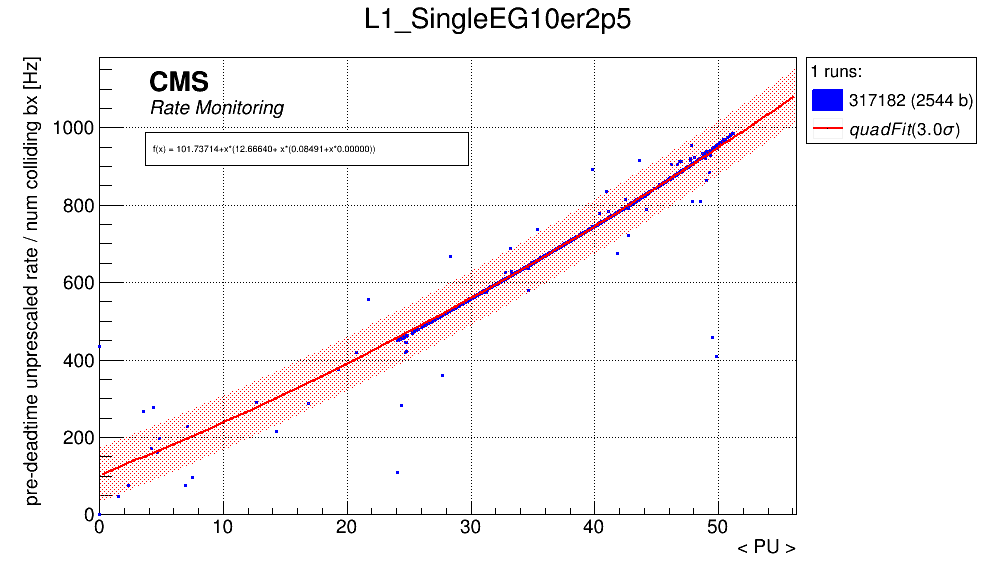 L1_SingleEG10er2p5
pre-deadtime unprescaled rate / num colliding bx [Hz]
CMS
Rate Monitoring
f(x) = 101.73714+x*(12.66640+ x*(0.08491+x*0.00000))
1 runs:
317182 (2544 b)
quadFit(3.0σ)
1000
800
600
400
200
0
0 10 20 30 40 50
< PU >